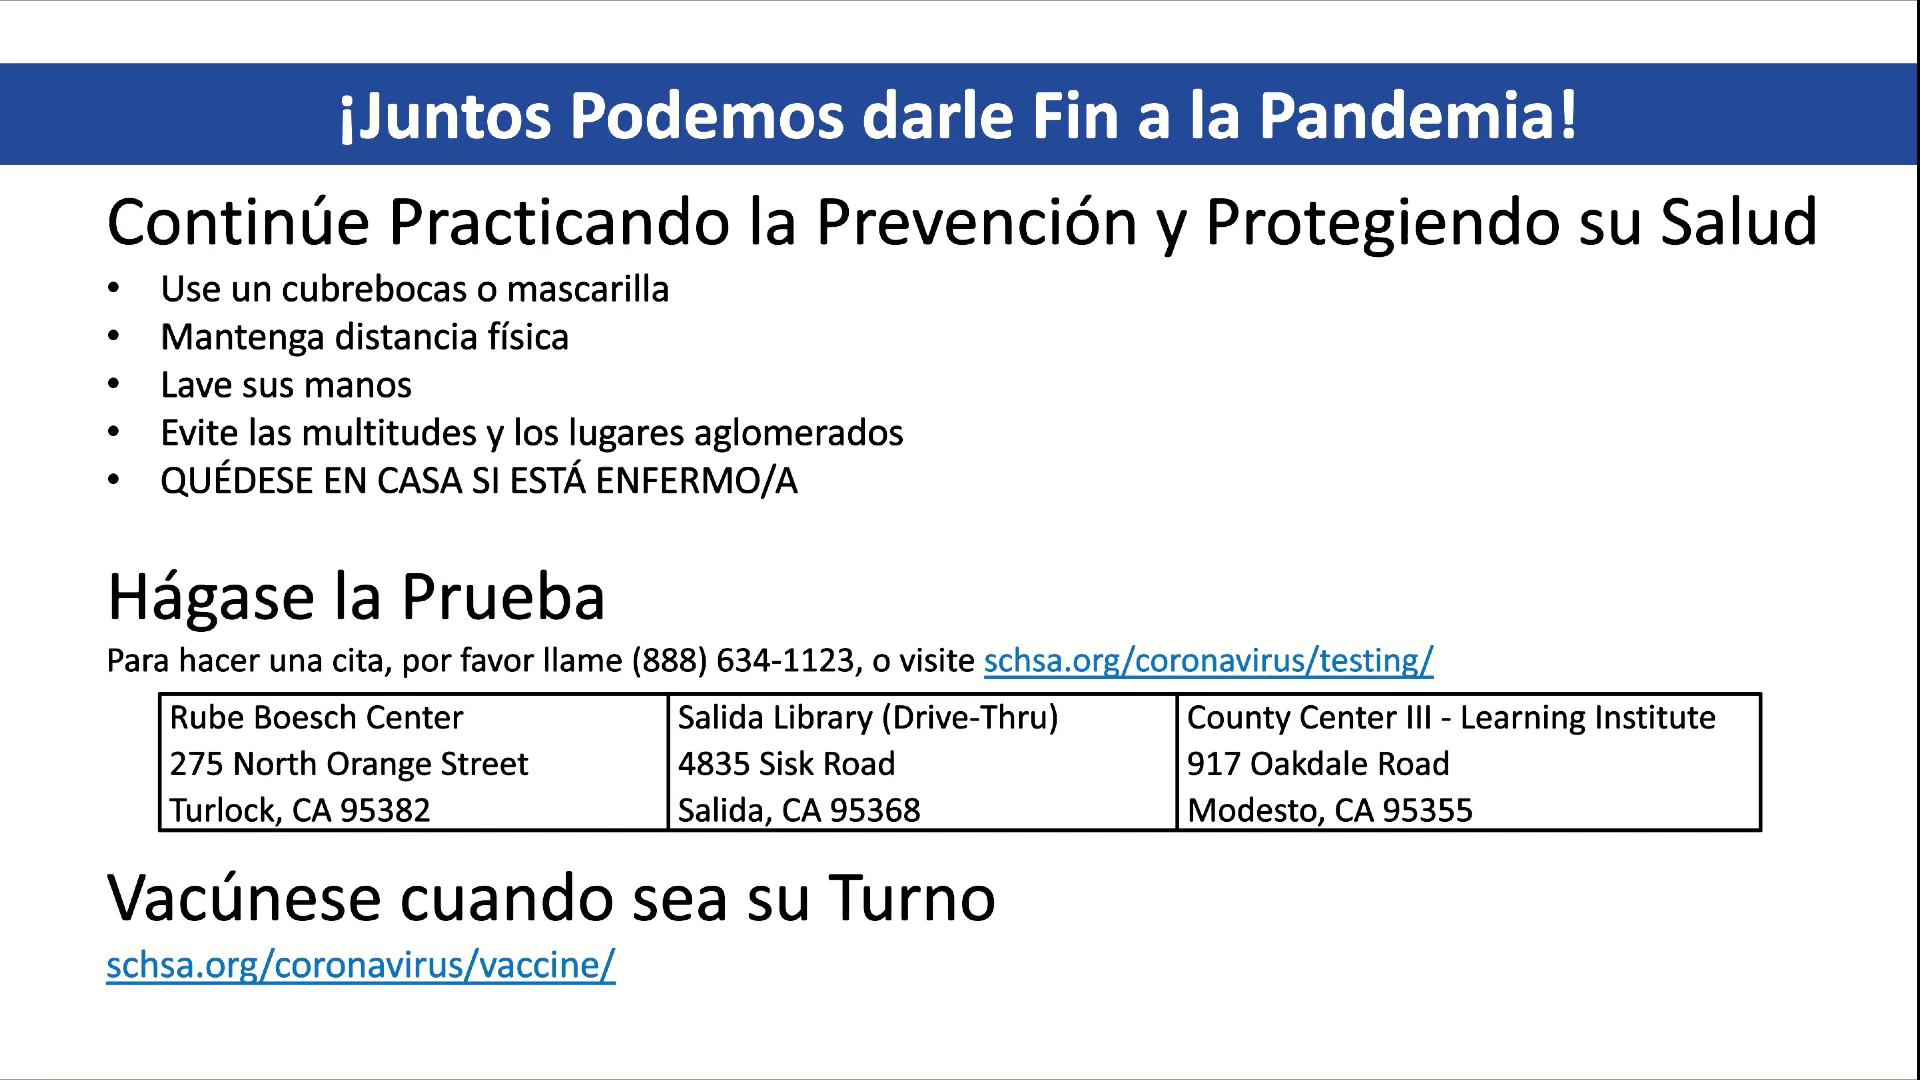 ¡Juntos Podemos darle Fin a la Pandemia!
Continúe Practicando la Prevención y Protegiendo su Salud
• Use un cubrebocas o mascarilla
• Mantenga distancia física
• Lave sus manos
• Evite las multitudes y los lugares aglomerados
• QUÉDESE EN CASA SI ESTÁ ENFERMO/A
Hágase la Prueba
Para hacer una cita, por favor llame (888) 634-1123, o visite schsa.org/coronavirus/testing/
Rube Boesch Center
275 North Orange Street
Turlock, CA 95382
Salida Library (Drive-Thru)
4835 Sisk Road
Salida, CA 95368
County Center III - Learning Institute
917 Oakdale Road
Modesto, CA 95355
Vacúnese cuando sea su Turno
schsa.org/coronavirus/vaccine/